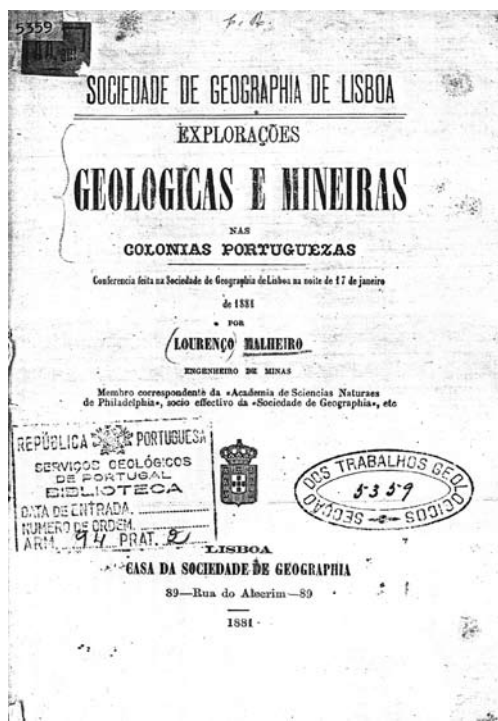 5359
SOCIEDADE DE GEOGRAPHIA DE LISBOA
EXPLORAÇÕES
GEOLOGICAS E MINEIRAS
NAS
COLONIAS PORTUGUEZAS
Conferencia feita na Sociedade de Geographia de Lisboa na noite de 17 de janeiro
de 1881
POR
(LOURENÇO) MALHEIRO
ENGENHEIRO DE MINAS
Membro correspondente da «Academia de Sciencias Naturaes
de Philadelphia», socio effectivo da «Sociedade de Geographia», etc
REPÚBLICA PORTUGUESA
SERVIÇOS GEOLÓGICOS
DE PORTUGAL
BIBLIOTECA
DATA DE ENTRADA
NUMERO DE ORDEM
ARM. 94 PRAT. 2
SECÇÃO DOS TRABALHOS GEOLOGICOS
5359
LISBOA
CASA DA SOCIEDADE DE GEOGRAPHIA
89—Rua do Alecrim—89
1881